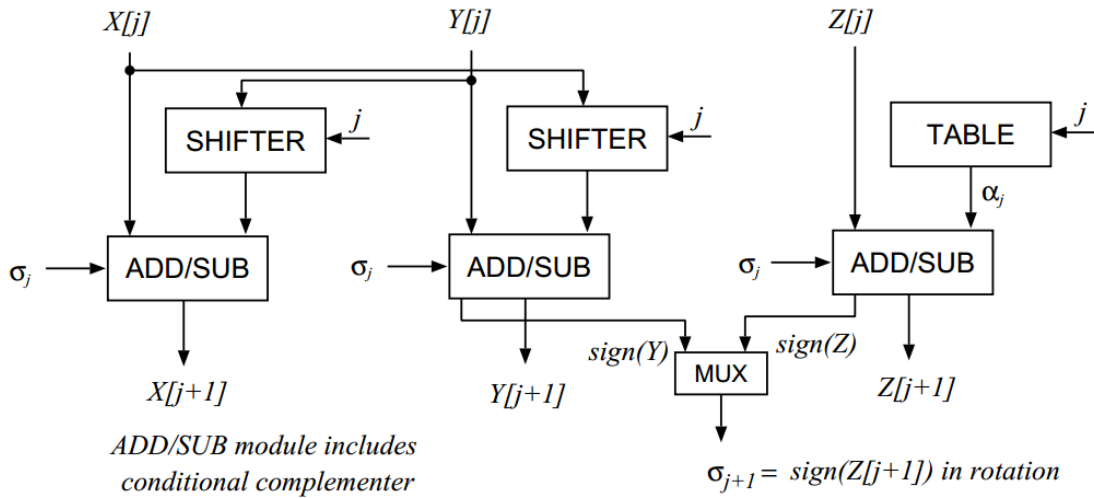 X[j]
Y[j]
Z[j]
SHIFTER
j
SHIFTER
j
TABLE
j
αj
σj
ADD/SUB
σj
ADD/SUB
σj
ADD/SUB
sign(Y)
sign(Z)
MUX
X[j+1]
Y[j+1]
Z[j+1]
ADD/SUB module includes
conditional complementer
σj+1 = sign(Z[j+1]) in rotation